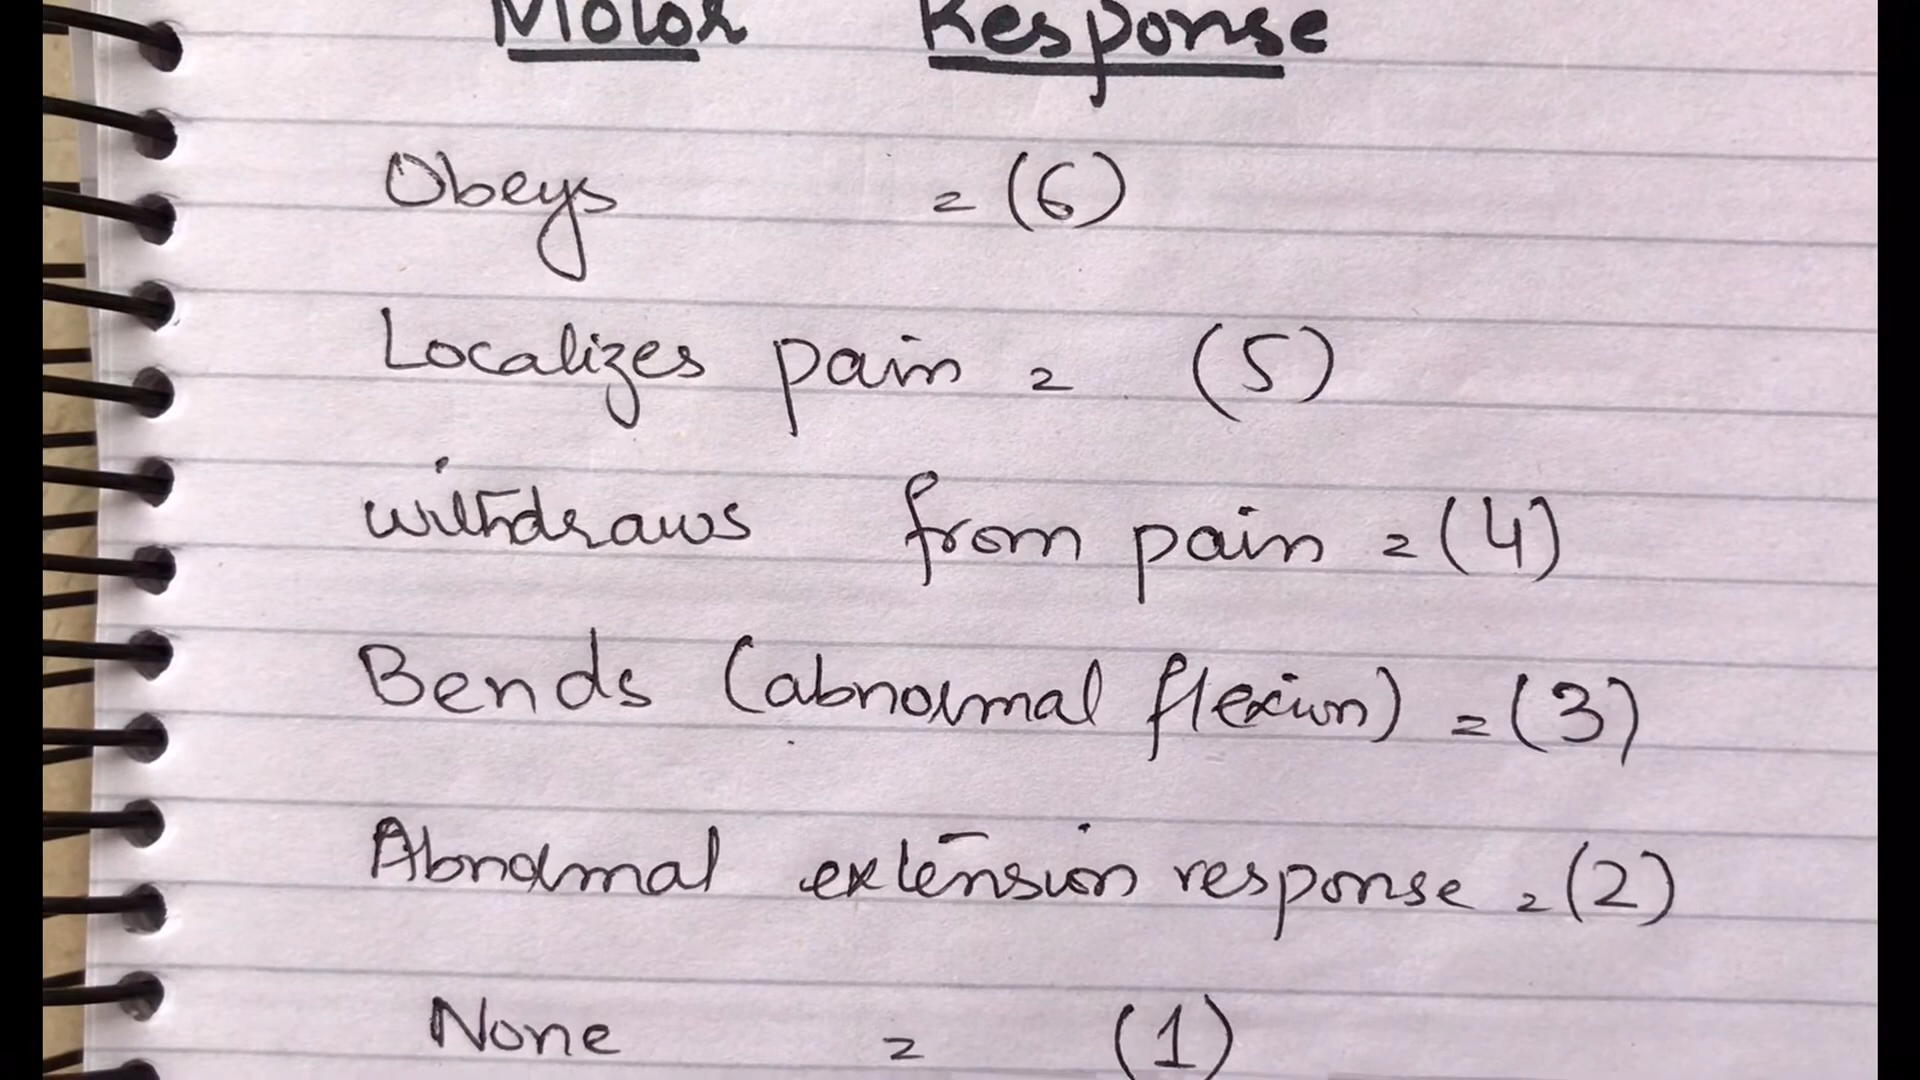 Motor Response
Obeys = (6)
Localizes pain = (5)
withdraws from pain = (4)
Bends (abnormal flexion) = (3)
Abnormal extension response = (2)
None = (1)